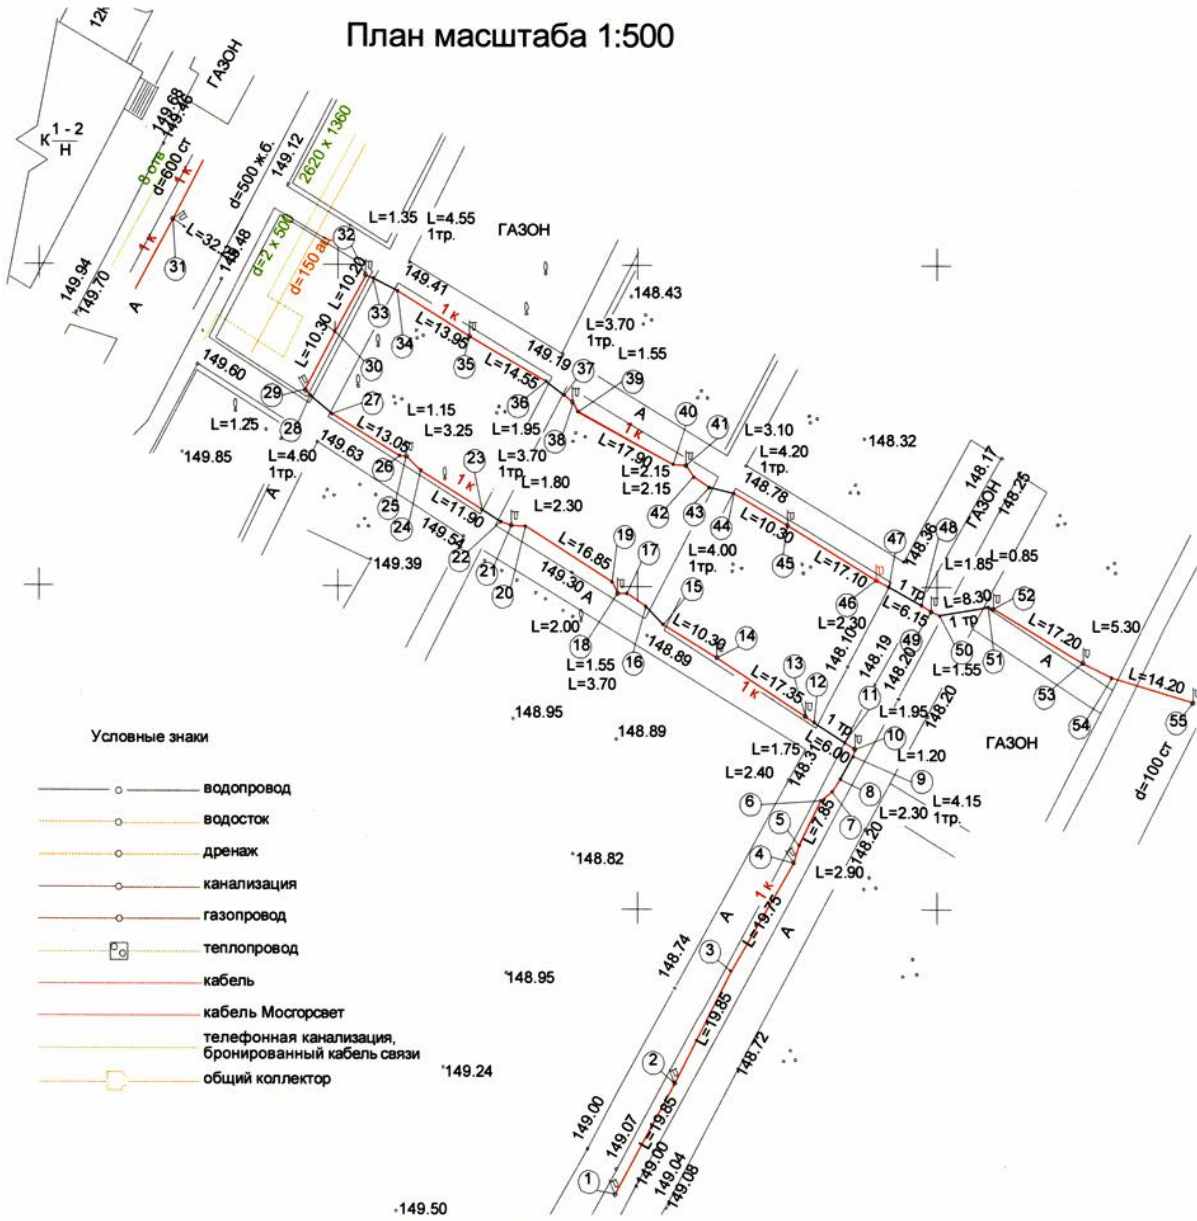 План масштаба 1:500
ГАЗОН
149.68
149.46
К 1 - 2
Н
8 отв
d=600 ст
1 к
d=500 ж.б.
149.12
2620 x 1360
d=2 x 500
d=150 ац
149.48
1 к
31
149.94
149.70
А
32
L=1.35
L=4.55
1тр.
ГАЗОН
L=10.20
L=10.30
33
34
149.41
1 к
L=13.95
35
148.43
L=3.70
1тр.
L=1.55
149.19
L=14.55
36
37
39
38
А
1 к
40
41
L=17.90
L=1.95
L=3.70
1тр.
L=3.10
L=4.20
1тр.
148.32
L=2.15
L=2.15
42
43
148.78
44
L=10.30
45
L=17.10
148.17
ГАЗОН
148.25
148.36
47
48
L=1.85
L=0.85
46
L=2.30
1 тр
L=6.15
49
L=8.30
1 тр
50
L=1.55
51
52
L=17.20
А
53
L=5.30
54
L=14.20
55
149.60
29
30
28
27
L=1.25
149.85
L=4.60
1тр.
А
149.63
L=13.05
L=1.15
L=3.25
26
25
24
23
1 к
L=11.90
L=1.80
L=2.30
149.54
22
21
20
149.39
L=16.85
149.30
А
19
17
L=4.00
1тр.
15
L=2.00
18
16
L=1.55
L=3.70
148.89
L=10.30
14
1 к
L=17.35
13
12
148.10
148.19
148.20
11
1 тр
L=6.00
L=1.95
148.20
10
ГАЗОН
d=100 ст
148.95
148.89
L=1.75
148.31
L=1.20
9
L=2.40
8
L=4.15
1тр.
6
L=2.30
7
5
L=7.85
148.20
4
L=2.90
148.82
1 к
А
L=19.75
А
3
148.74
148.95
L=19.85
148.72
2
149.24
149.00
149.07
L=19.85
149.00
149.04
149.08
1
149.50
Условные знаки
водопровод
водосток
дренаж
канализация
газопровод
теплопровод
кабель
кабель Мосгорсвет
телефонная канализация,
бронированный кабель связи
общий коллектор